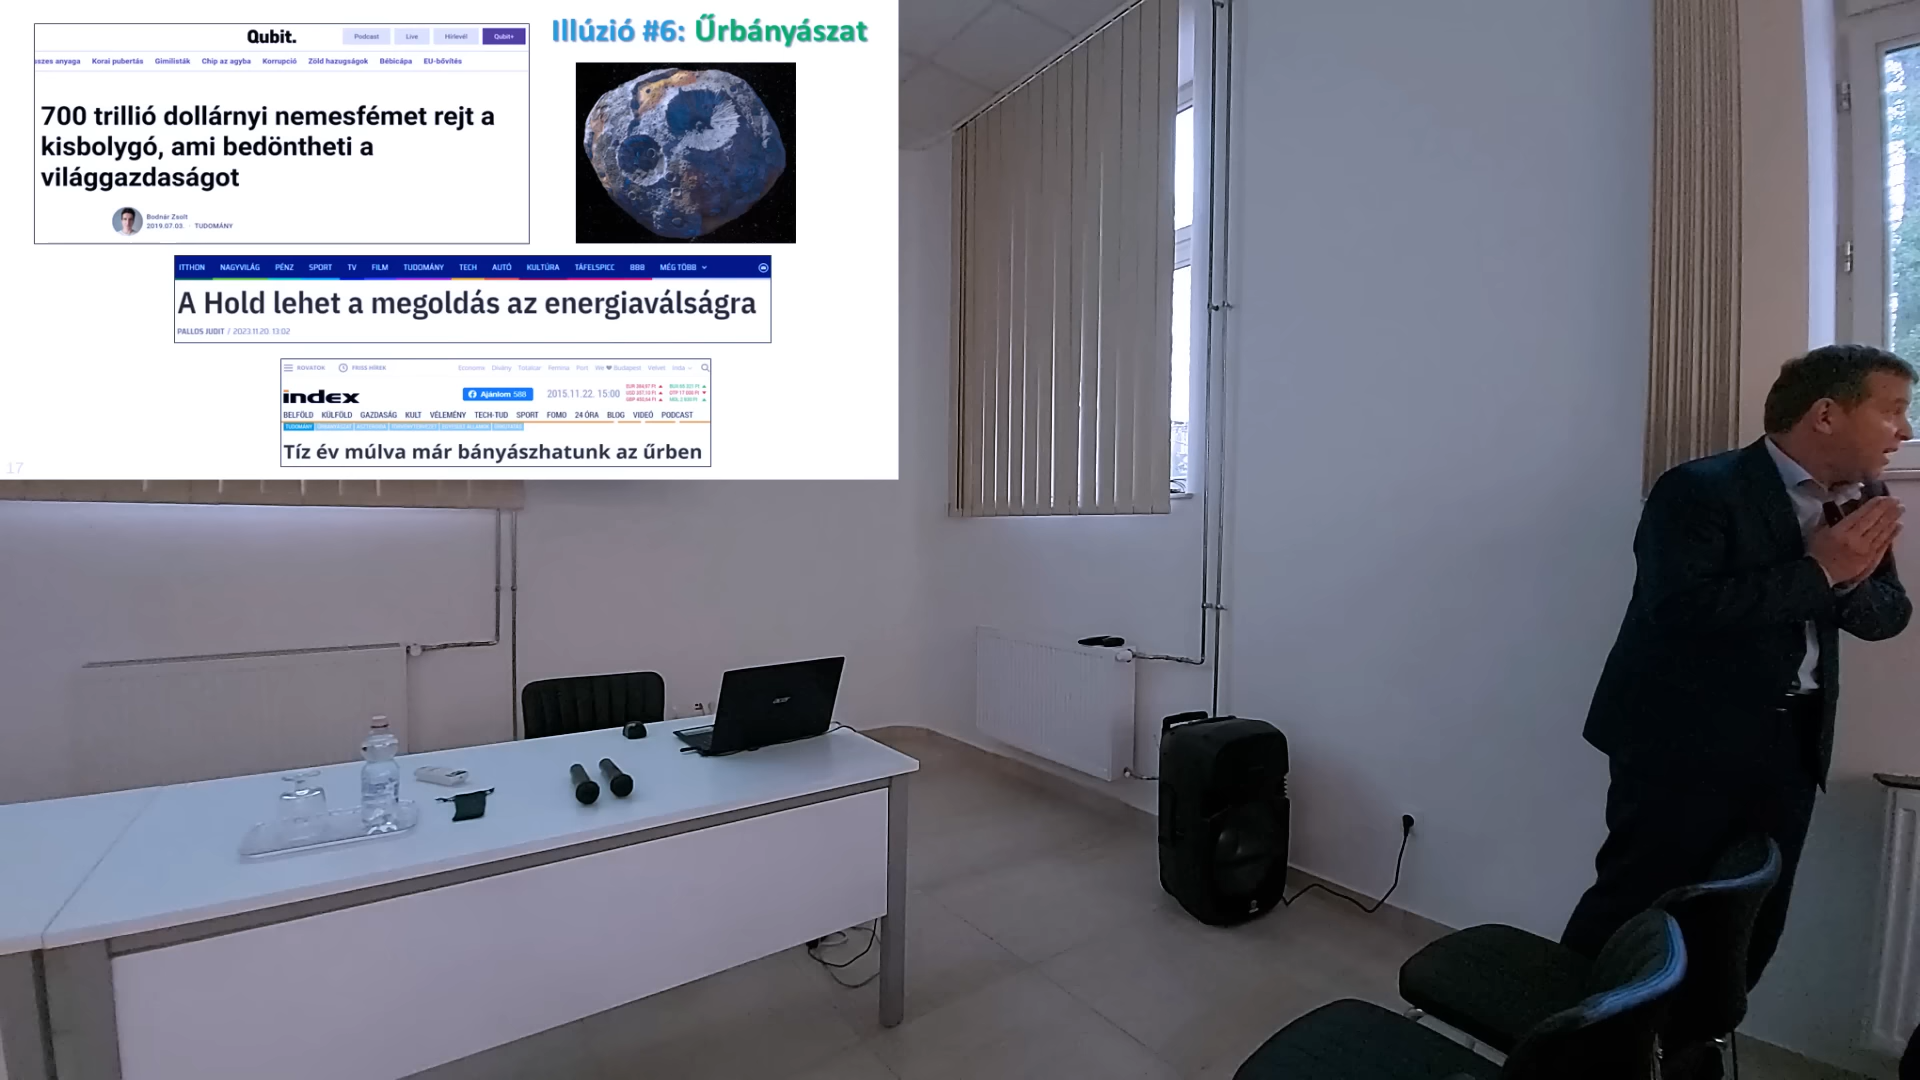 Illúzió #6: Űrbányászat
Qubit.
Podcast Live Hírlevél Qubit+
Korai pubertás Gimilisták Chip az agyba Korrupció Zöld hazugságok Bébicápa EU-bővítés
700 trillió dollárnyi nemesfémet rejt a
kisbolygó, ami bedöntheti a
világgazdaságot
Bodnár Zsolt
2019.07.03. · TUDOMÁNY
ITTHON NAGYVILÁG PÉNZ SPORT TV FILM TUDOMÁNY TECH AUTÓ KULTÚRA TÁFELSPICC BBB MÉG TÖBB
A Hold lehet a megoldás az energiaválságra
PALLOS JUDIT / 2023.11.20. 13:02
ROVATOK FRISS HÍREK
index
Ajánlom 588
2015.11.22. 15:00
BELFÖLD KÜLFÖLD GAZDASÁG KULT VÉLEMÉNY TECH-TUD SPORT FOMO 24 ÓRA BLOG VIDEÓ PODCAST
Tíz év múlva már bányászhatunk az űrben
17
acer